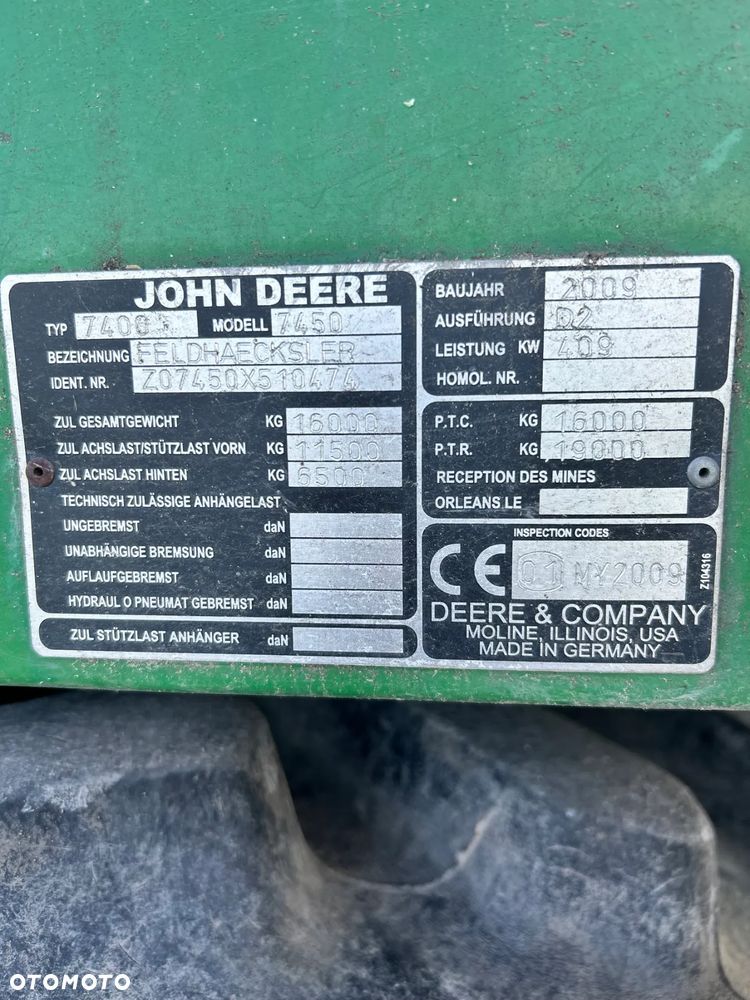 JOHN DEERE
TYP MODELL 7450
BEZEICHNUNG FELDHAECKSLER
IDENT. NR. Z07450X510474
ZUL GESAMTGEWICHT KG 16000
ZUL ACHSLAST/STÜTZLAST VORN KG 11500
ZUL ACHSLAST HINTEN KG 6500
TECHNISCH ZULÄSSIGE ANHÄNGELAST
UNGEBREMST daN
UNABHÄNGIGE BREMSUNG daN
AUFLAUFGEBREMST daN
HYDRAUL O PNEUMAT GEBREMST daN
ZUL STÜTZLAST ANHÄNGER daN
BAUJAHR 2009
AUSFÜHRUNG D2
LEISTUNG KW 409
HOMOL. NR.
P.T.C. KG 16000
P.T.R. KG 19000
RECEPTION DES MINES
ORLEANS LE
INSPECTION CODES
CE 01 MY2009
Z104316
DEERE & COMPANY
MOLINE, ILLINOIS, USA
MADE IN GERMANY
OTOMOTO